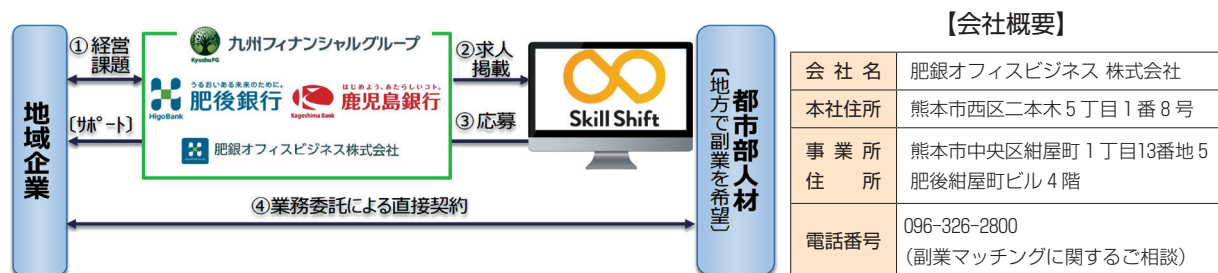 地域企業
①経営
課題
〔ｻﾎﾟｰﾄ〕
KyushuFG
九州フィナンシャルグループ
うるおいある未来のために。
肥後銀行
HigoBank
はじめよう、あたらしいコト。
鹿児島銀行
Kagoshima Bank
肥銀オフィスビジネス株式会社
②求人
掲載
③応募
Skill Shift
④業務委託による直接契約
都市部人材
〔地方で副業を希望〕
【会社概要】
会社名 肥銀オフィスビジネス 株式会社
本社住所 熊本市西区二本木5丁目1番8号
事業所 熊本市中央区紺屋町1丁目13番地5
住所 肥後紺屋町ビル4階
電話番号 096-326-2800
（副業マッチングに関するご相談）